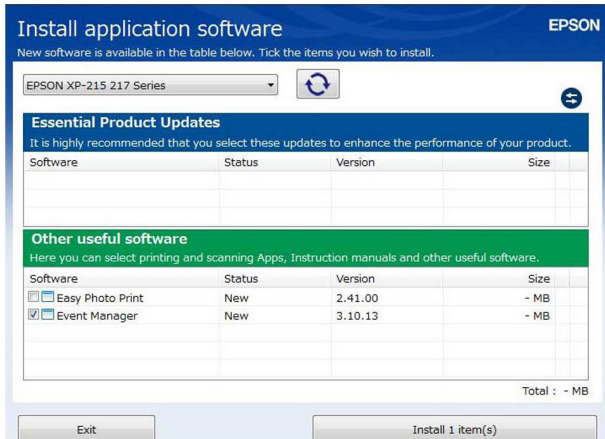 Install application software
EPSON
New software is available in the table below. Tick the items you wish to install.
EPSON XP-215 217 Series
Essential Product Updates
It is highly recommended that you select these updates to enhance the performance of your product.
Software Status Version Size
Other useful software
Here you can select printing and scanning Apps, Instruction manuals and other useful software.
Software Status Version Size
Easy Photo Print New 2.41.00 - MB
Event Manager New 3.10.13 - MB
Total : - MB
Exit Install 1 item(s)